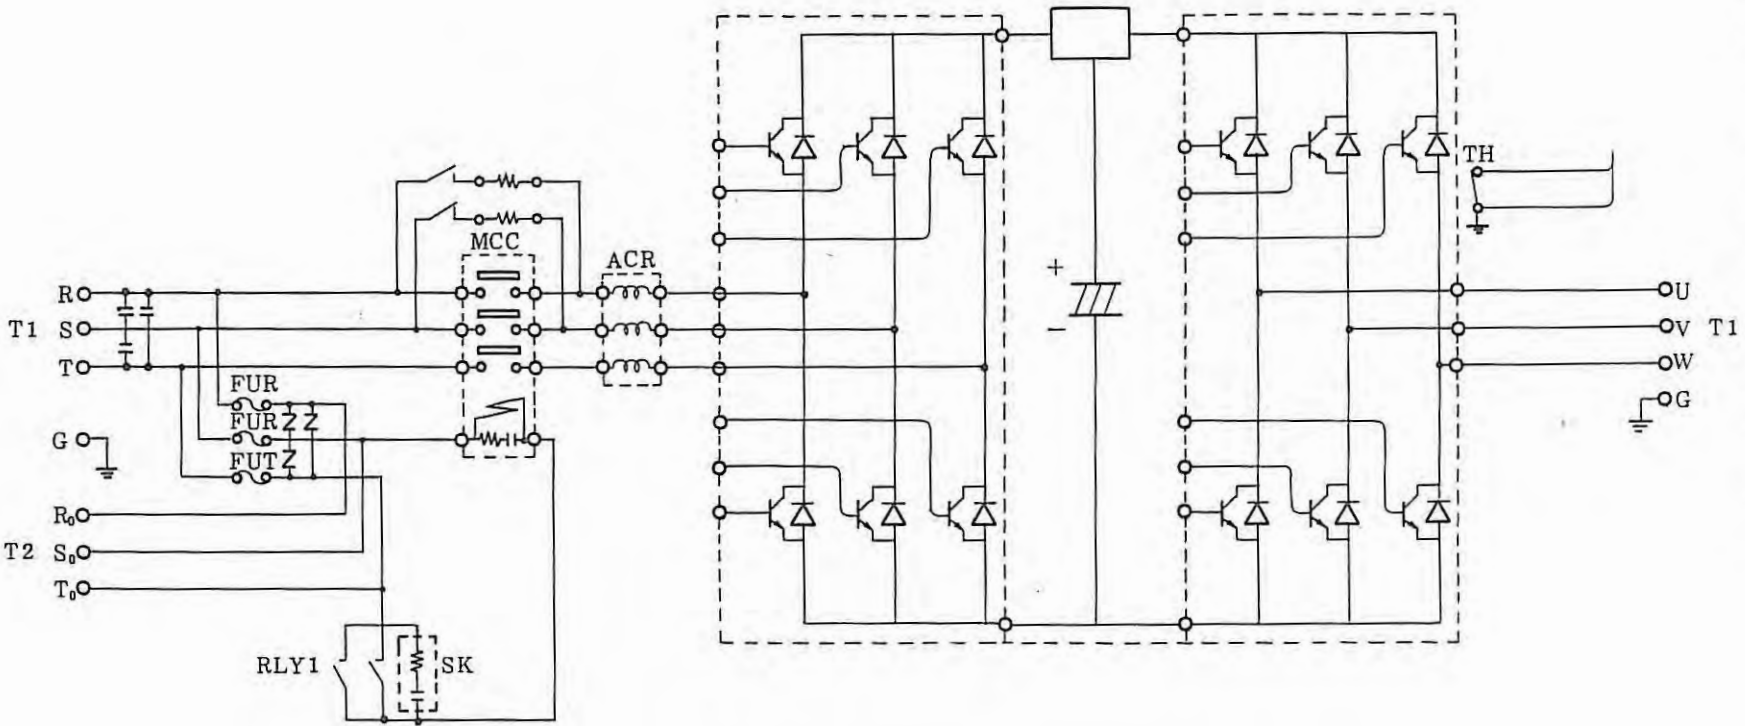 TH
MCC
ACR
+
R
U
T1 S
V T1
−
T
W
FUR
G
FUR
G
FUT
R₀
T2 S₀
T₀
RLY1 SK